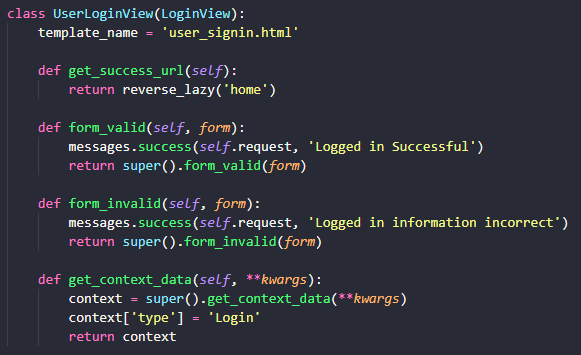 class UserLoginView(LoginView):
    template_name = 'user_signin.html'
    def get_success_url(self):
        return reverse_lazy('home')
    def form_valid(self, form):
        messages.success(self.request, 'Logged in Successful')
        return super().form_valid(form)
    def form_invalid(self, form):
        messages.success(self.request, 'Logged in information incorrect')
        return super().form_invalid(form)
    def get_context_data(self, **kwargs):
        context = super().get_context_data(**kwargs)
        context['type'] = 'Login'
        return context